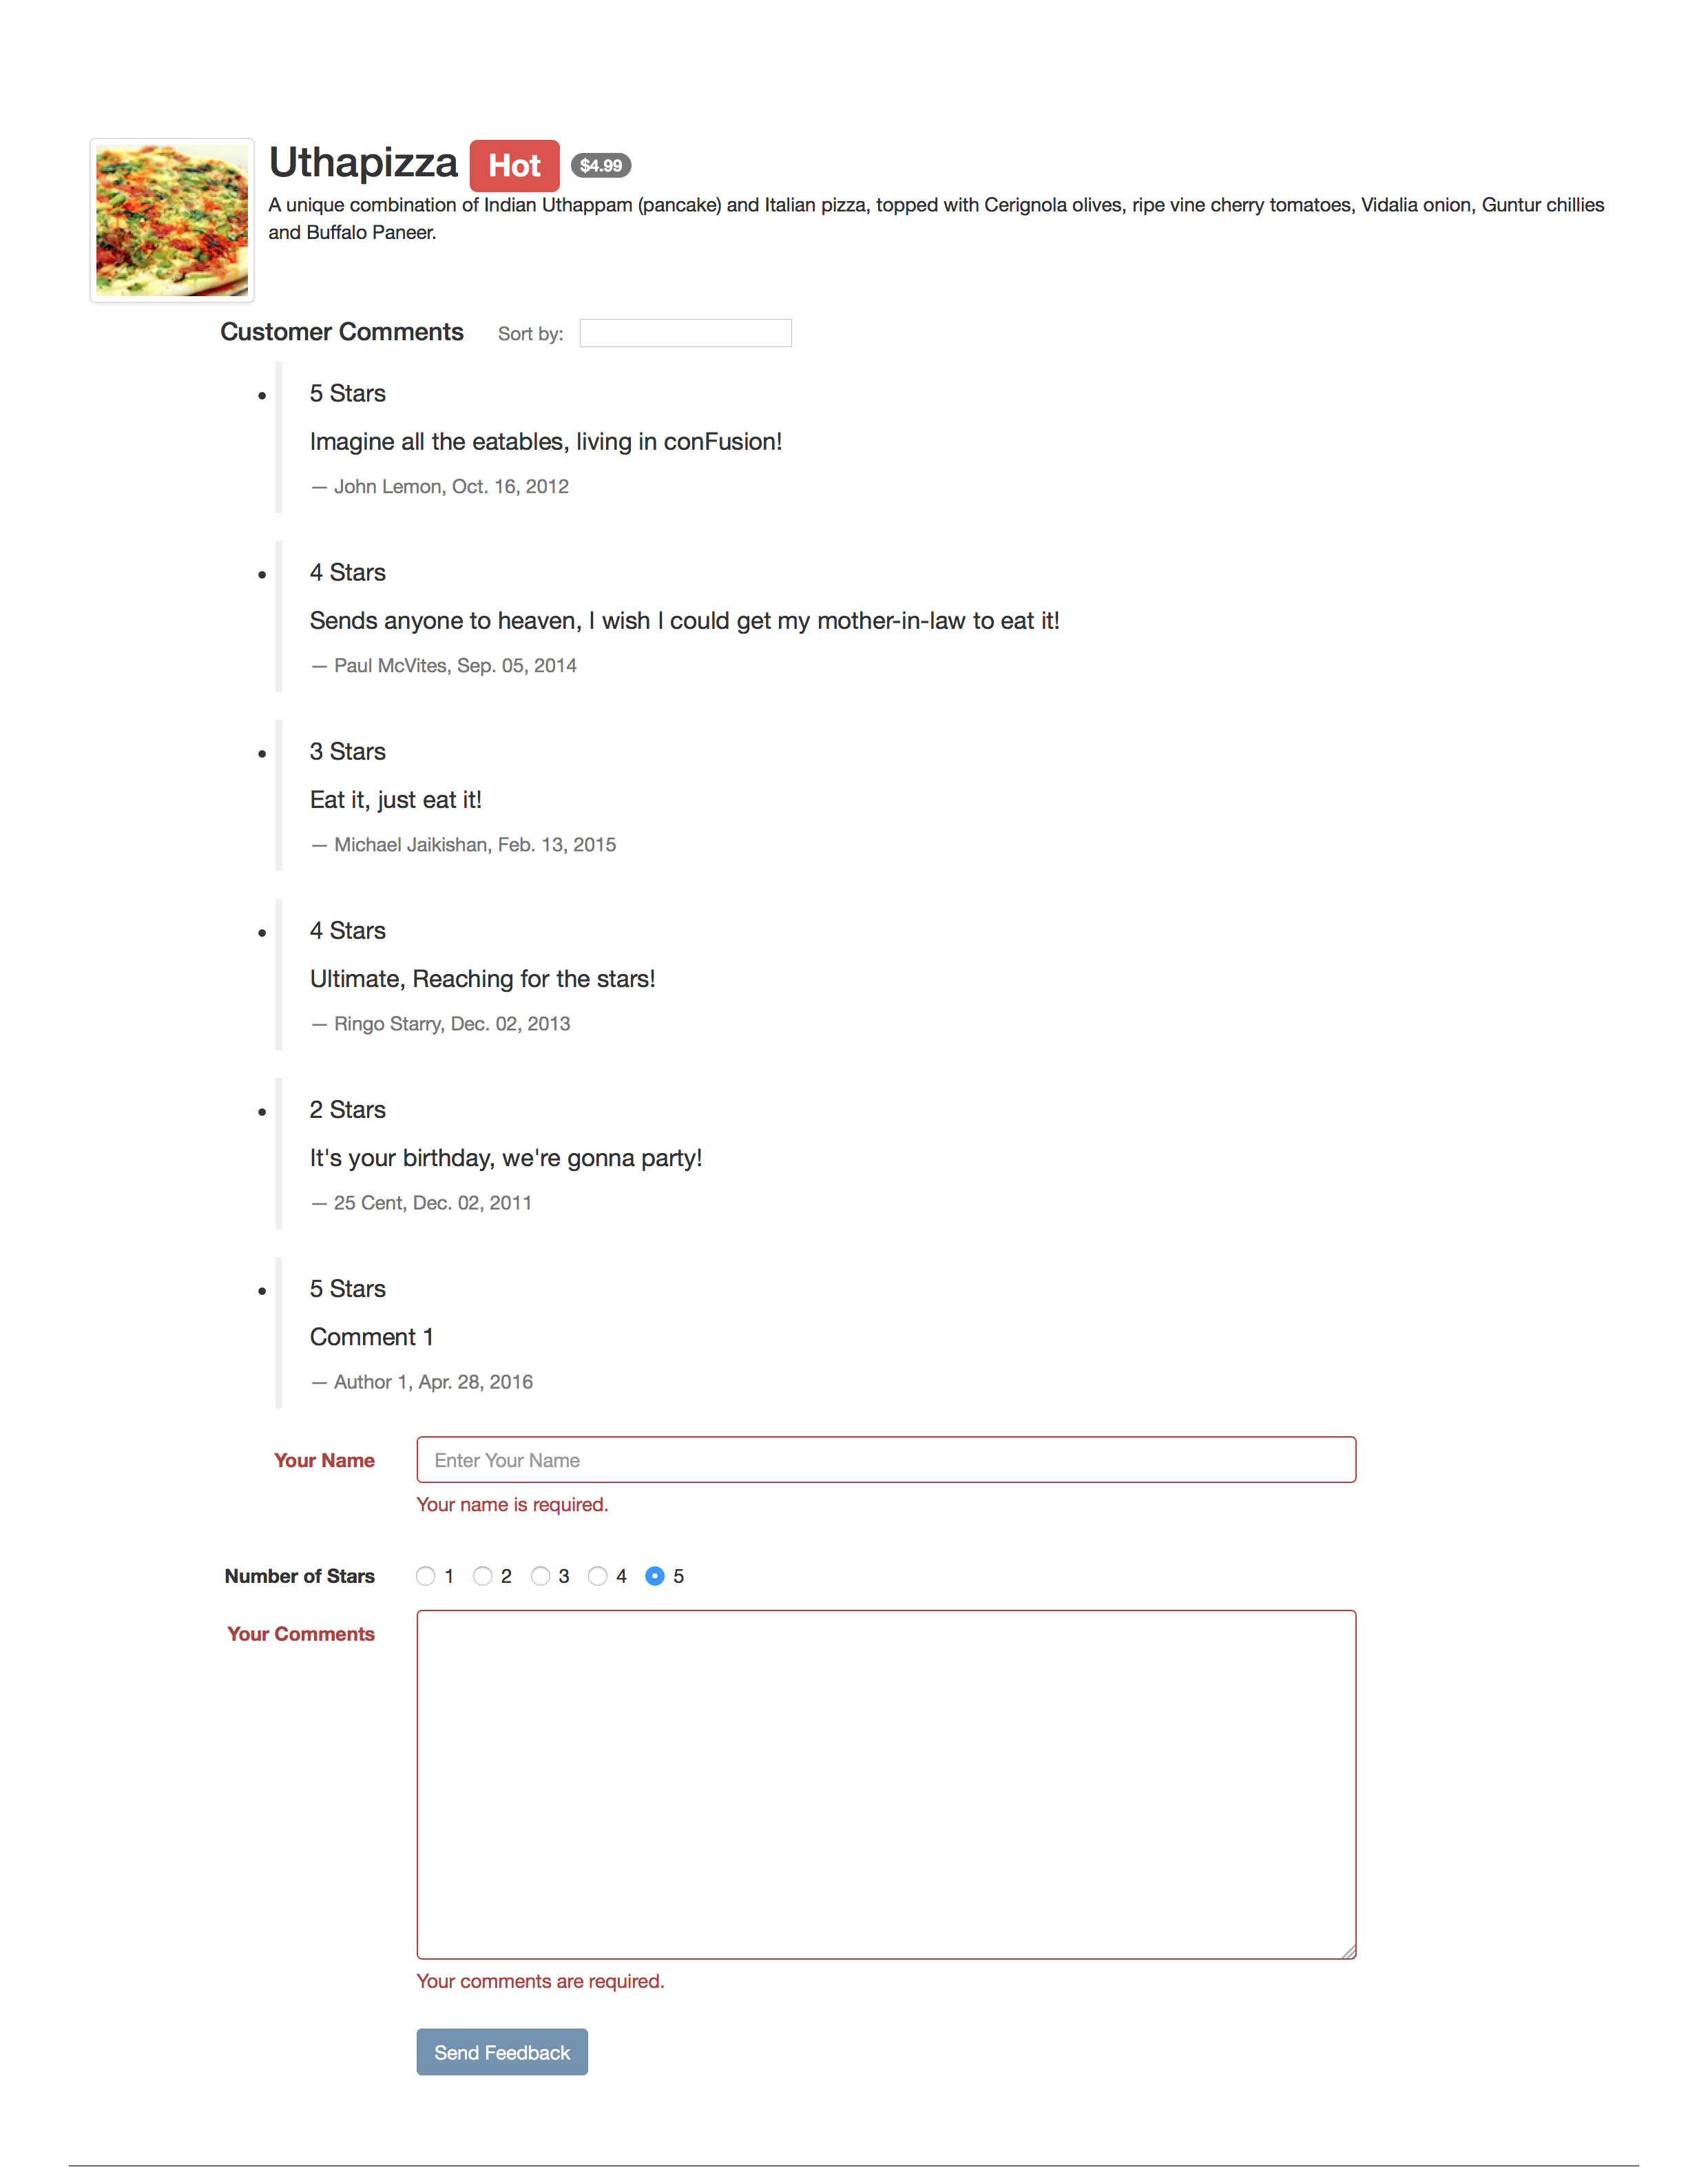 Uthapizza Hot $4.99
A unique combination of Indian Uthappam (pancake) and Italian pizza, topped with Cerignola olives, ripe vine cherry tomatoes, Vidalia onion, Guntur chillies
and Buffalo Paneer.
Customer Comments Sort by:
5 Stars
Imagine all the eatables, living in conFusion!
— John Lemon, Oct. 16, 2012
4 Stars
Sends anyone to heaven, I wish I could get my mother-in-law to eat it!
— Paul McVites, Sep. 05, 2014
3 Stars
Eat it, just eat it!
— Michael Jaikishan, Feb. 13, 2015
4 Stars
Ultimate, Reaching for the stars!
— Ringo Starry, Dec. 02, 2013
2 Stars
It's your birthday, we're gonna party!
— 25 Cent, Dec. 02, 2011
5 Stars
Comment 1
— Author 1, Apr. 28, 2016
Your Name Enter Your Name
Your name is required.
Number of Stars 1 2 3 4 5
Your Comments
Your comments are required.
Send Feedback